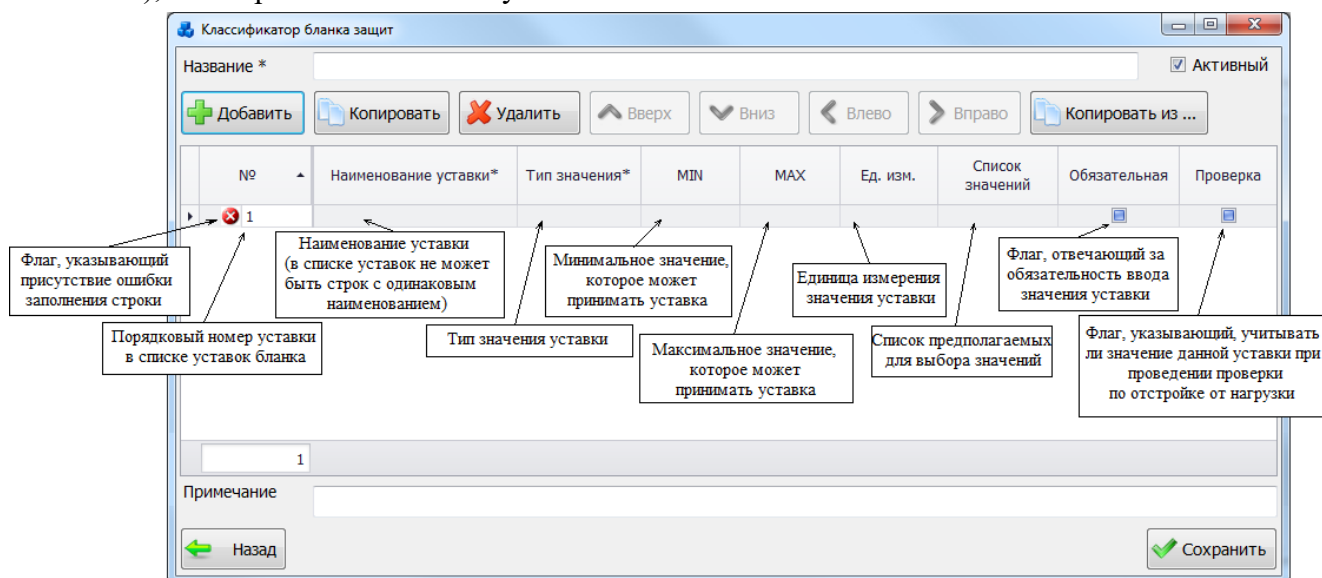 Классификатор бланка защит
Название *
Активный
Добавить
Копировать
Удалить
Вверх
Вниз
Влево
Вправо
Копировать из ...
№
Наименование уставки*
Тип значения*
MIN
MAX
Ед. изм.
Список
значений
Обязательная
Проверка
1
Флаг, указывающий
присутствие ошибки
заполнения строки
Порядковый номер уставки
в списке уставок бланка
Наименование уставки
(в списке уставок не может
быть строк с одинаковым
наименованием)
Тип значения уставки
Минимальное значение,
которое может
принимать уставка
Максимальное значение,
которое может
принимать уставка
Единица измерения
значения уставки
Список предполагаемых
для выбора значений
Флаг, отвечающий за
обязательность ввода
значения уставки
Флаг, указывающий, учитывать
ли значение данной уставки при
проведении проверки
по отстройке от нагрузки
1
Примечание
Назад
Сохранить